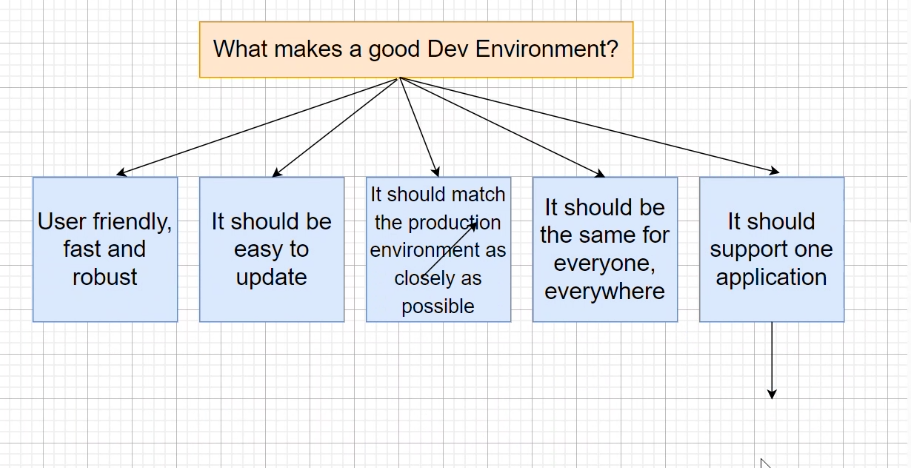 What makes a good Dev Environment?
User friendly,
fast and
robust
It should be
easy to
update
It should match
the production
environment as
closely as
possible
It should be
the same for
everyone,
everywhere
It should
support one
application